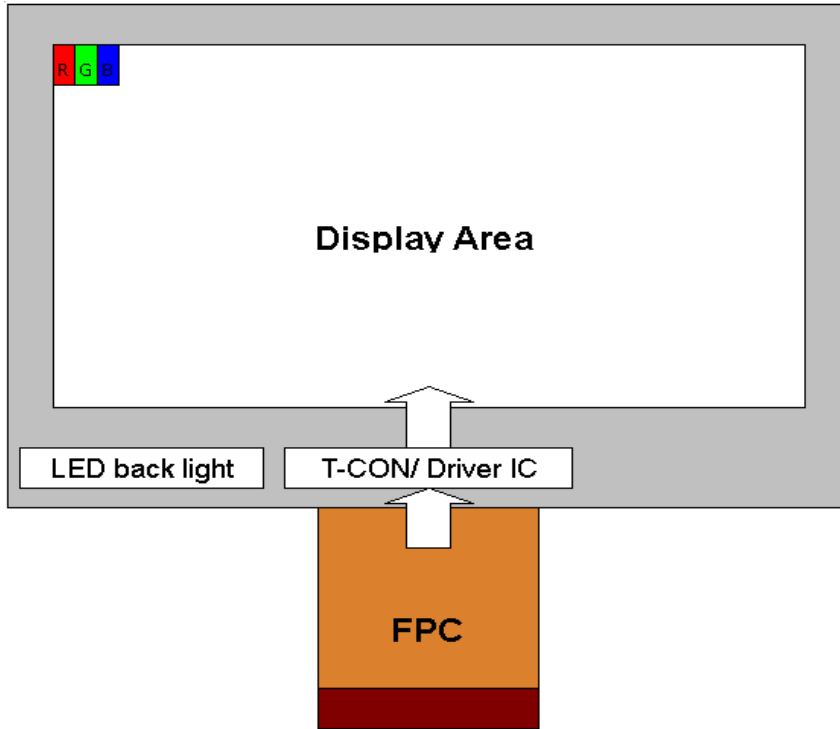 R G B
Display Area
LED back light
T-CON/ Driver IC
FPC